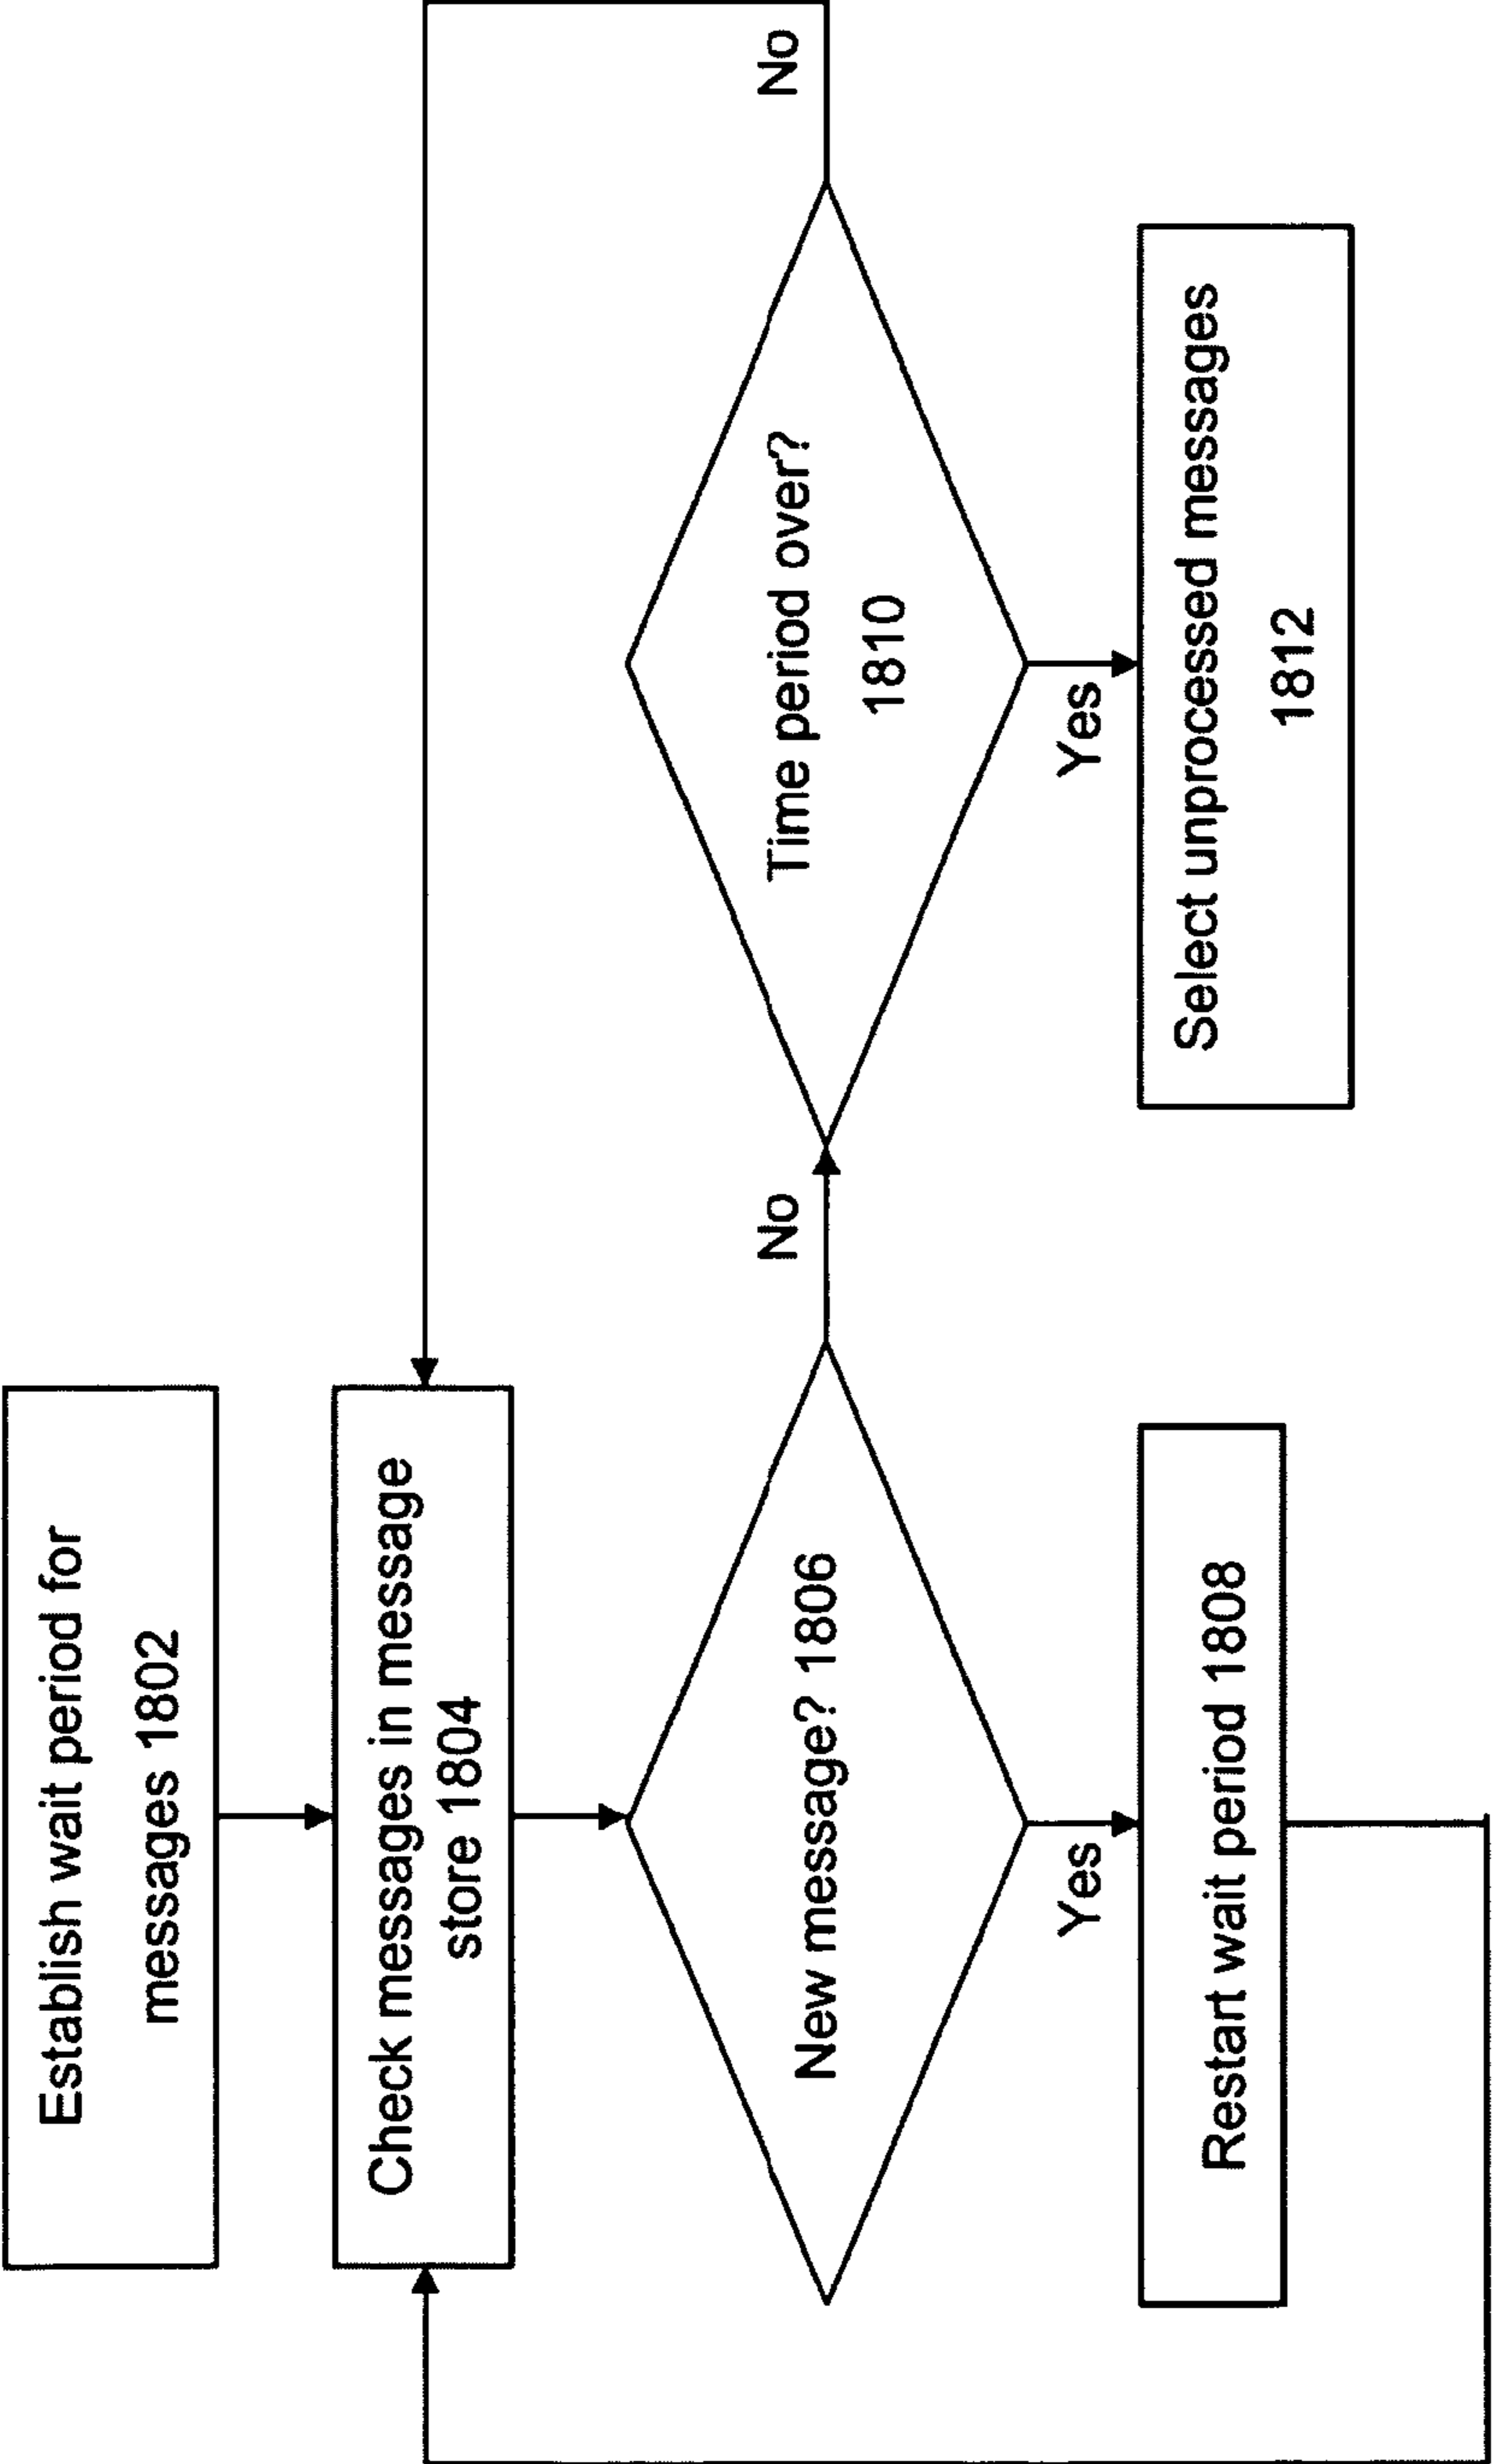 Establish wait period for
messages 1802
Check messages in message
store 1804
New message? 1806
No
Time period over?
1810
No
Yes
Restart wait period 1808
Yes
Select unprocessed messages
1812